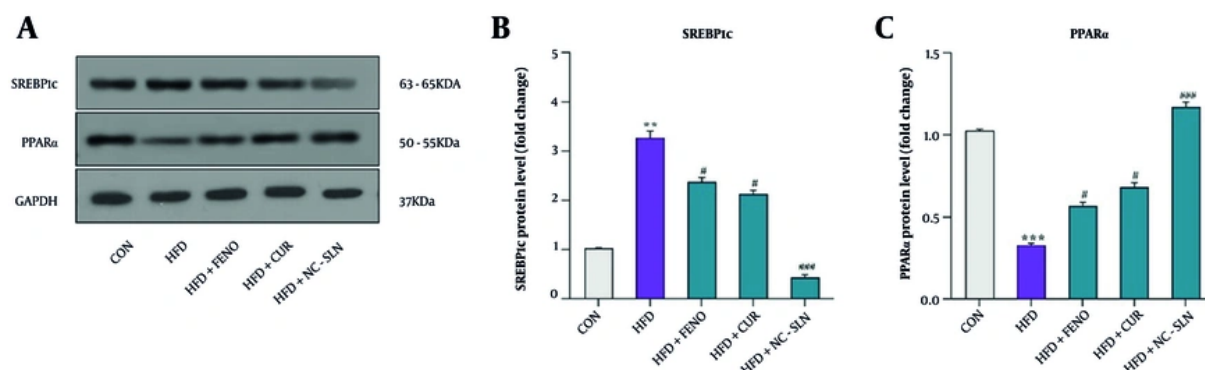 A
SREBP1c
63 - 65KDA
PPARα
50 - 55KDa
GAPDH
37KDa
CON
HFD
HFD + FENO
HFD + CUR
HFD + NC - SLN
B
SREBP1c
SREBP1c protein level (fold change)
5
4
3
2
1
0
**
#
#
###
CON
HFD
HFD + FENO
HFD + CUR
HFD + NC - SLN
C
PPARα
PPARα protein level (fold change)
1.5
1.0
0.5
0.0
***
#
#
###
CON
HFD
HFD + FENO
HFD + CUR
HFD + NC - SLN